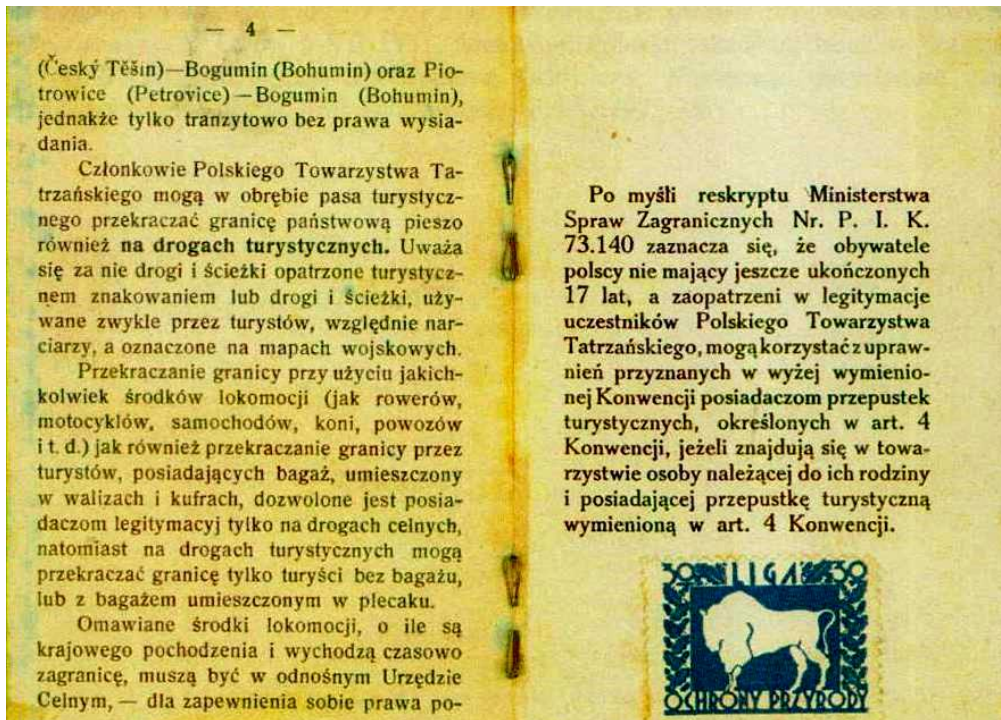 — 4 —
(Český Těšin)—Bogumin (Bohumin) oraz Pio-
trowice (Petrovice)—Bogumin (Bohumin),
jednakże tylko tranzytowo bez prawa wysia-
dania.
Członkowie Polskiego Towarzystwa Ta-
trzańskiego mogą w obrębie pasa turystycz-
nego przekraczać granicę państwową pieszo
również na drogach turystycznych. Uważa
się za nie drogi i ścieżki opatrzone turystycz-
nem znakowaniem lub drogi i ścieżki, uży-
wane zwykle przez turystów, względnie nar-
ciarzy, a oznaczone na mapach wojskowych.
Przekraczanie granicy przy użyciu jakich-
kolwiek środków lokomocji (jak rowerów,
motocyklów, samochodów, koni, powozów
i t. d.) jak również przekraczanie granicy przez
turystów, posiadających bagaż, umieszczony
w walizach i kufrach, dozwolone jest posia-
daczom legitymacyj tylko na drogach celnych,
natomiast na drogach turystycznych mogą
przekraczać granicę tylko turyści bez bagażu,
lub z bagażem umieszczonym w plecaku.
Omawiane środki lokomocji, o ile są
krajowego pochodzenia i wychodzą czasowo
zagranicę, muszą być w odnośnym Urzędzie
Celnym, — dla zapewnienia sobie prawa po-
Po myśli reskryptu Ministerstwa
Spraw Zagranicznych Nr. P. I. K.
73.140 zaznacza się, że obywatele
polscy nie mający jeszcze ukończonych
17 lat, a zaopatrzeni w legitymacje
uczestników Polskiego Towarzystwa
Tatrzańskiego, mogą korzystać z upraw-
nień przyznanych w wyżej wymienio-
nej Konwencji posiadaczom przepustek
turystycznych, określonych w art. 4
Konwencji, jeżeli znajdują się w towa-
rzystwie osoby należącej do ich rodziny
i posiadającej przepustkę turystyczną
wymienioną w art. 4 Konwencji.
30 LIGA 30
OCHRONY PRZYRODY